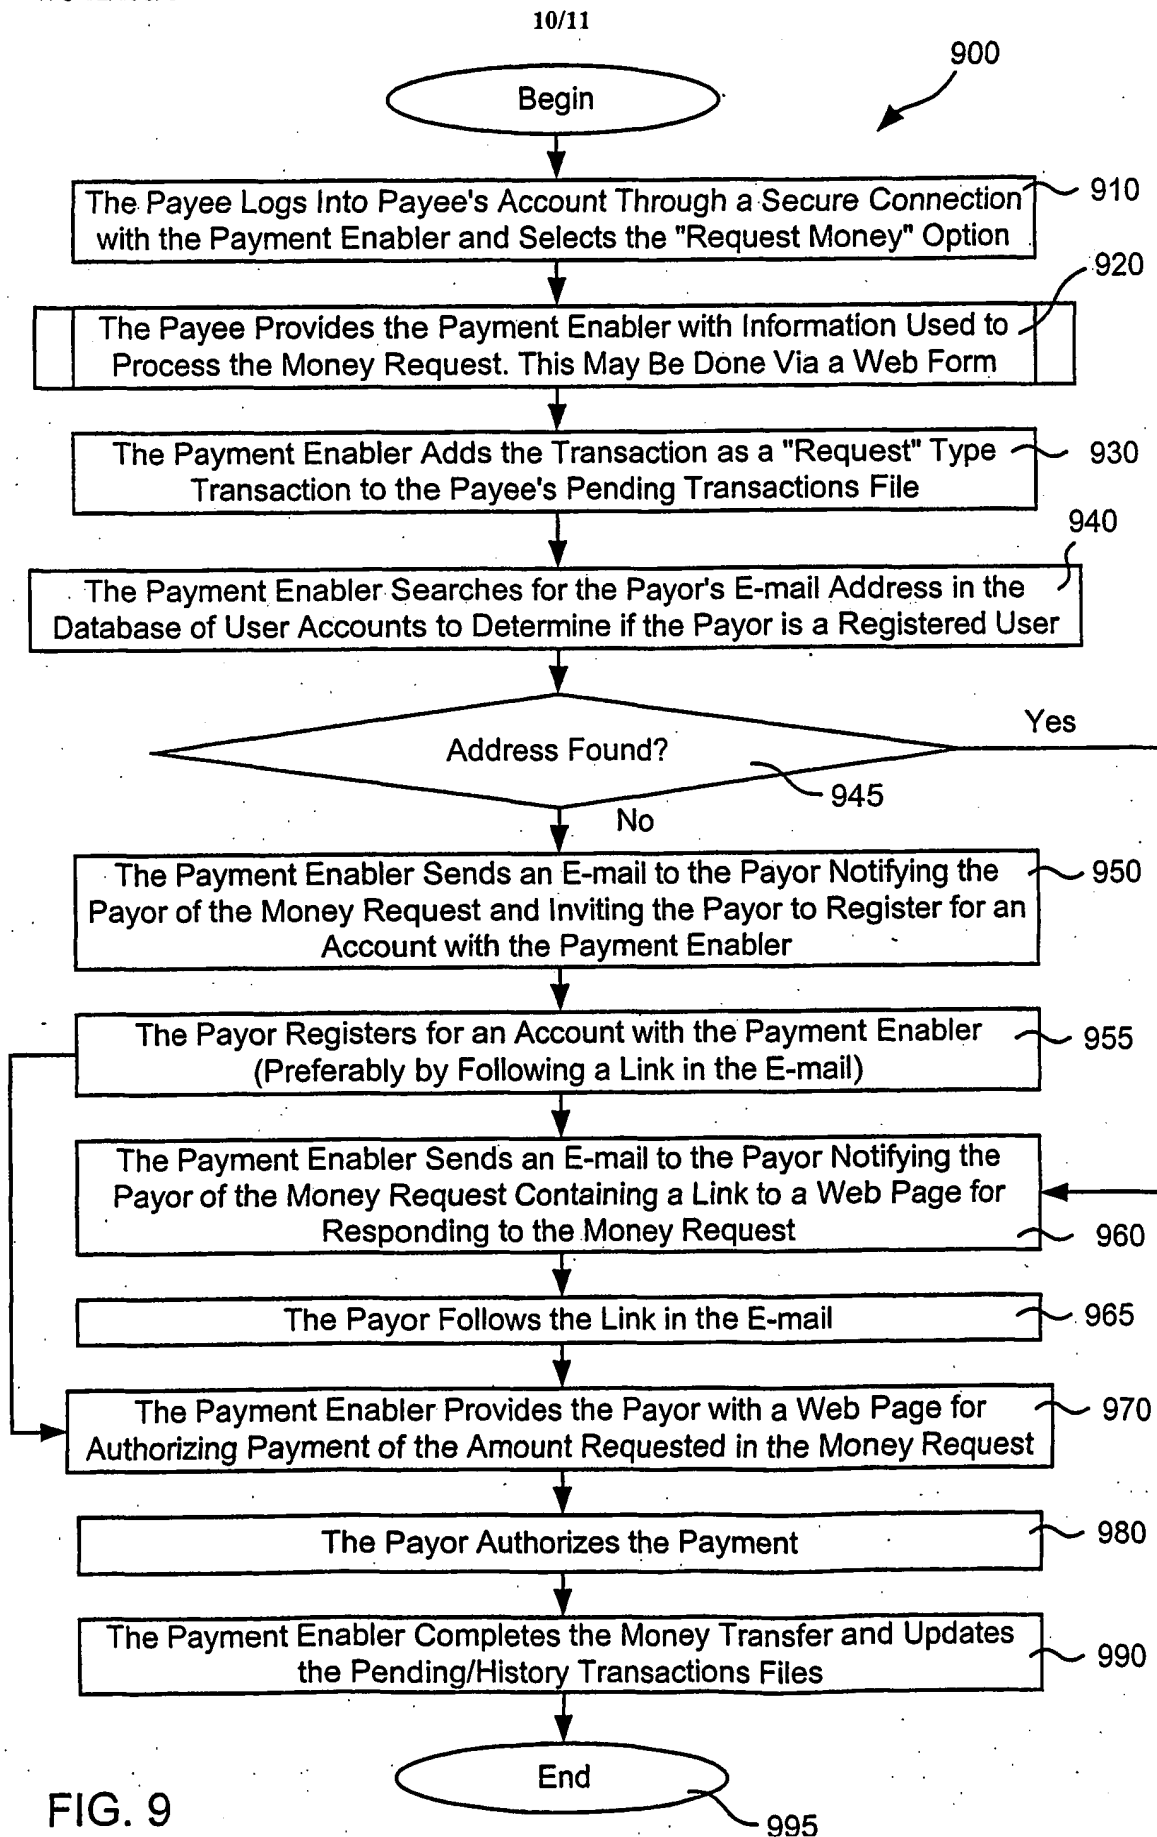 10/11
900
Begin
The Payee Logs Into Payee's Account Through a Secure Connection
with the Payment Enabler and Selects the "Request Money" Option
910
920
The Payee Provides the Payment Enabler with Information Used to
Process the Money Request. This May Be Done Via a Web Form
The Payment Enabler Adds the Transaction as a "Request" Type
Transaction to the Payee's Pending Transactions File
930
940
The Payment Enabler Searches for the Payor's E-mail Address in the
Database of User Accounts to Determine if the Payor is a Registered User
Yes
Address Found?
945
No
The Payment Enabler Sends an E-mail to the Payor Notifying the
Payor of the Money Request and Inviting the Payor to Register for an
Account with the Payment Enabler
950
The Payor Registers for an Account with the Payment Enabler
(Preferably by Following a Link in the E-mail)
955
The Payment Enabler Sends an E-mail to the Payor Notifying the
Payor of the Money Request Containing a Link to a Web Page for
Responding to the Money Request
960
The Payor Follows the Link in the E-mail
965
The Payment Enabler Provides the Payor with a Web Page for
Authorizing Payment of the Amount Requested in the Money Request
970
The Payor Authorizes the Payment
980
The Payment Enabler Completes the Money Transfer and Updates
the Pending/History Transactions Files
990
End
995
FIG. 9